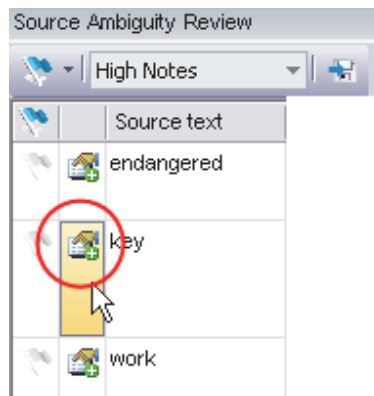 Source Ambiguity Review
High Notes
Source text
endangered
key
work